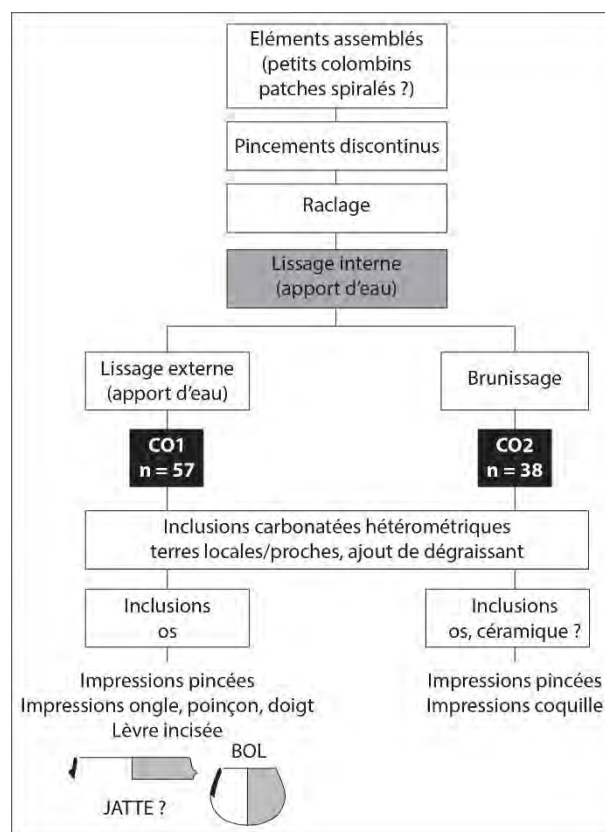 Eléments assemblés
(petits colombins
patches spiralés ?)
Pincements discontinus
Raclage
Lissage interne
(apport d'eau)
Lissage externe
(apport d'eau)
Brunissage
CO1
n = 57
CO2
n = 38
Inclusions carbonatées hétérométriques
terres locales/proches, ajout de dégraissant
Inclusions
os
Inclusions
os, céramique ?
Impressions pincées
Impressions ongle, poinçon, doigt
Lèvre incisée
Impressions pincées
Impressions coquille
BOL
JATTE ?